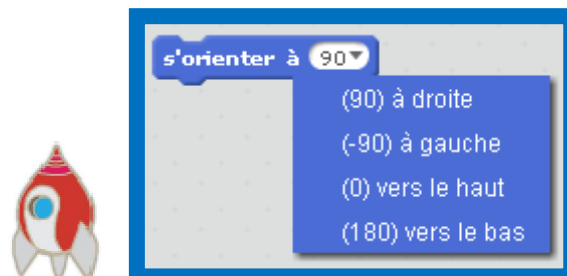 s'orienter à 90
(90) à droite
(-90) à gauche
(0) vers le haut
(180) vers le bas